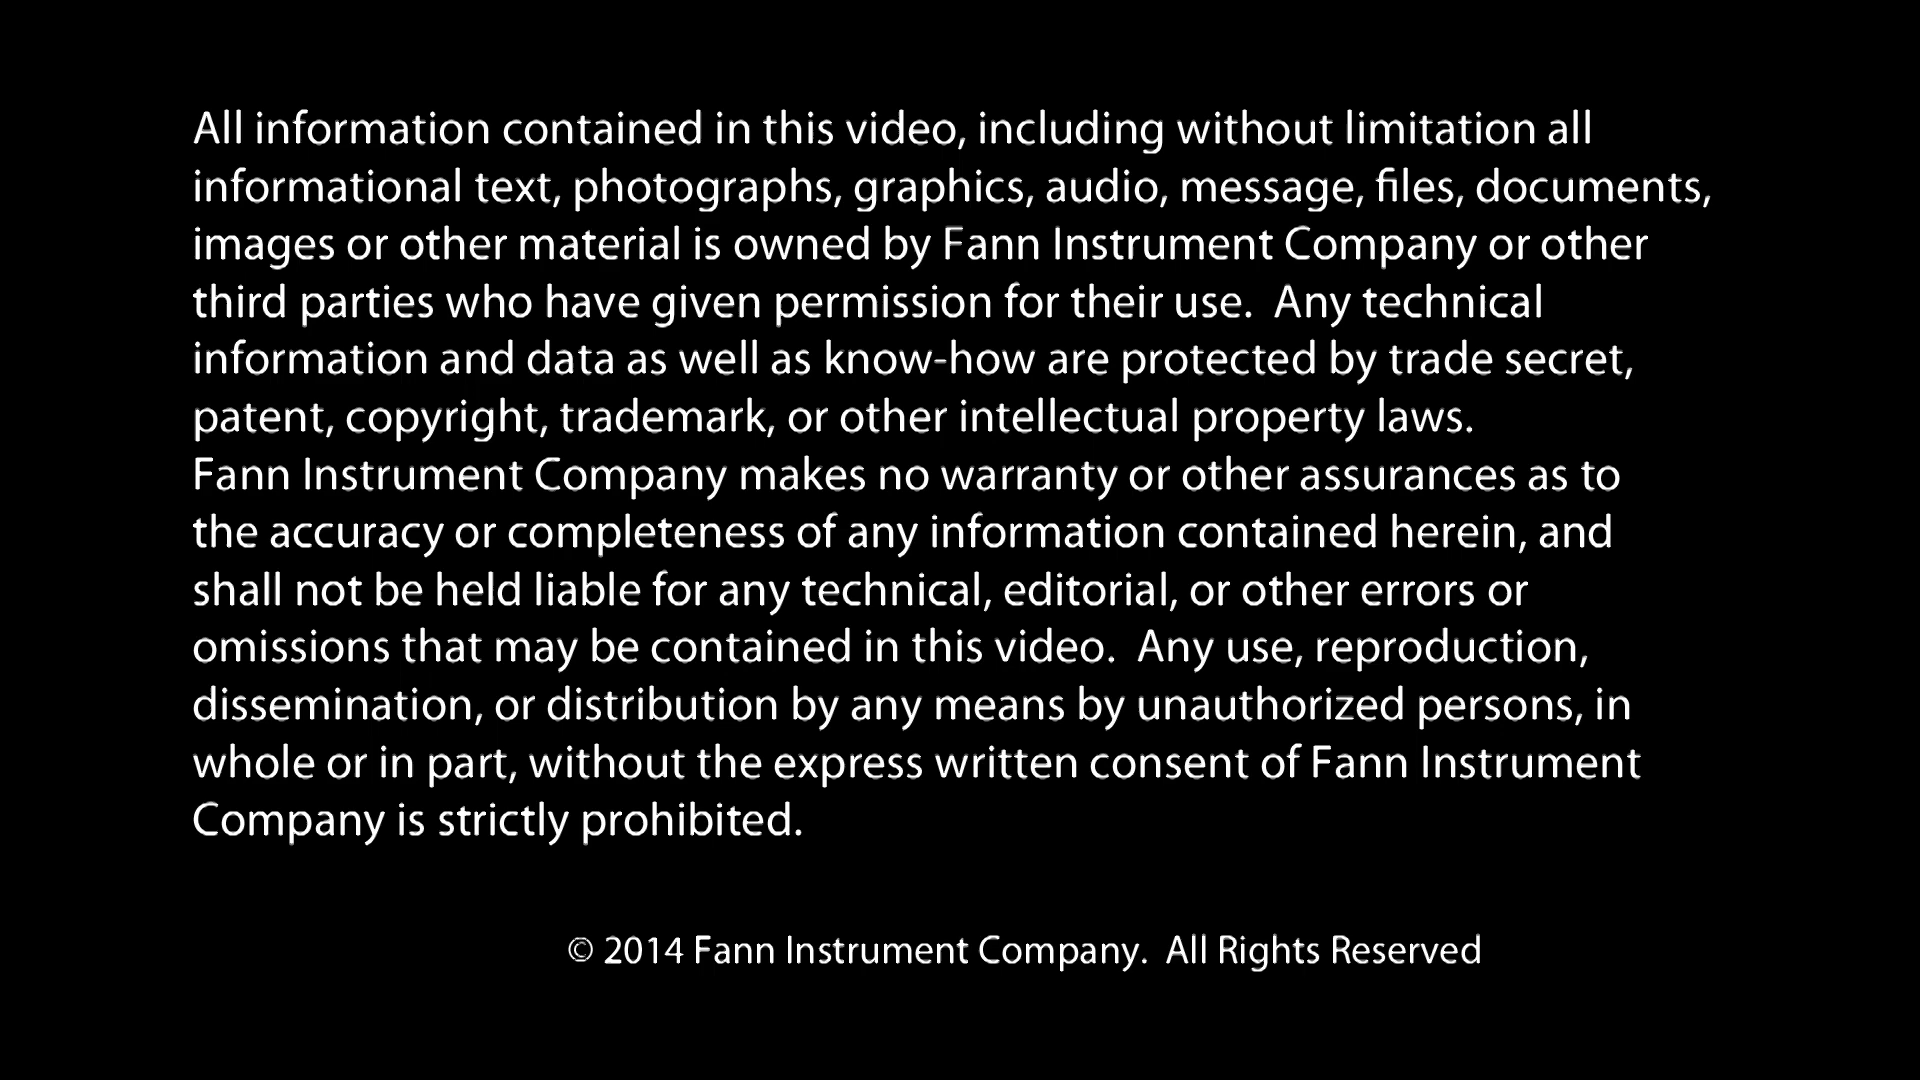 All information contained in this video, including without limitation all
informational text, photographs, graphics, audio, message, files, documents,
images or other material is owned by Fann Instrument Company or other
third parties who have given permission for their use.  Any technical
information and data as well as know-how are protected by trade secret,
patent, copyright, trademark, or other intellectual property laws.
Fann Instrument Company makes no warranty or other assurances as to
the accuracy or completeness of any information contained herein, and
shall not be held liable for any technical, editorial, or other errors or
omissions that may be contained in this video.  Any use, reproduction,
dissemination, or distribution by any means by unauthorized persons, in
whole or in part, without the express written consent of Fann Instrument
Company is strictly prohibited.
© 2014 Fann Instrument Company.  All Rights Reserved